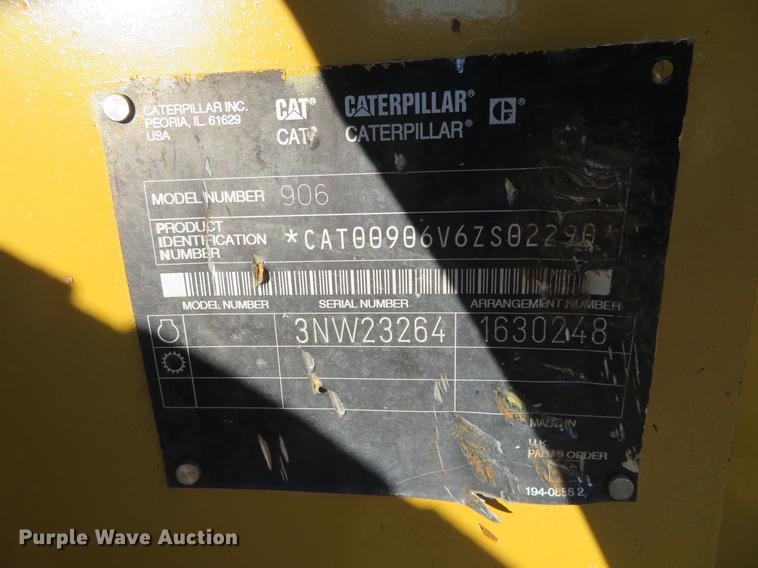 CATERPILLAR INC.
PEORIA, IL. 61629
USA
CAT® CATERPILLAR®
CAT® CATERPILLAR®
MODEL NUMBER 906
PRODUCT
IDENTIFICATION
NUMBER
*CAT00906V6ZS02290*
MODEL NUMBER SERIAL NUMBER ARRANGEMENT NUMBER
3NW23264 1630248
MADE IN
U.K.
PARTS ORDER
Purple Wave Auction